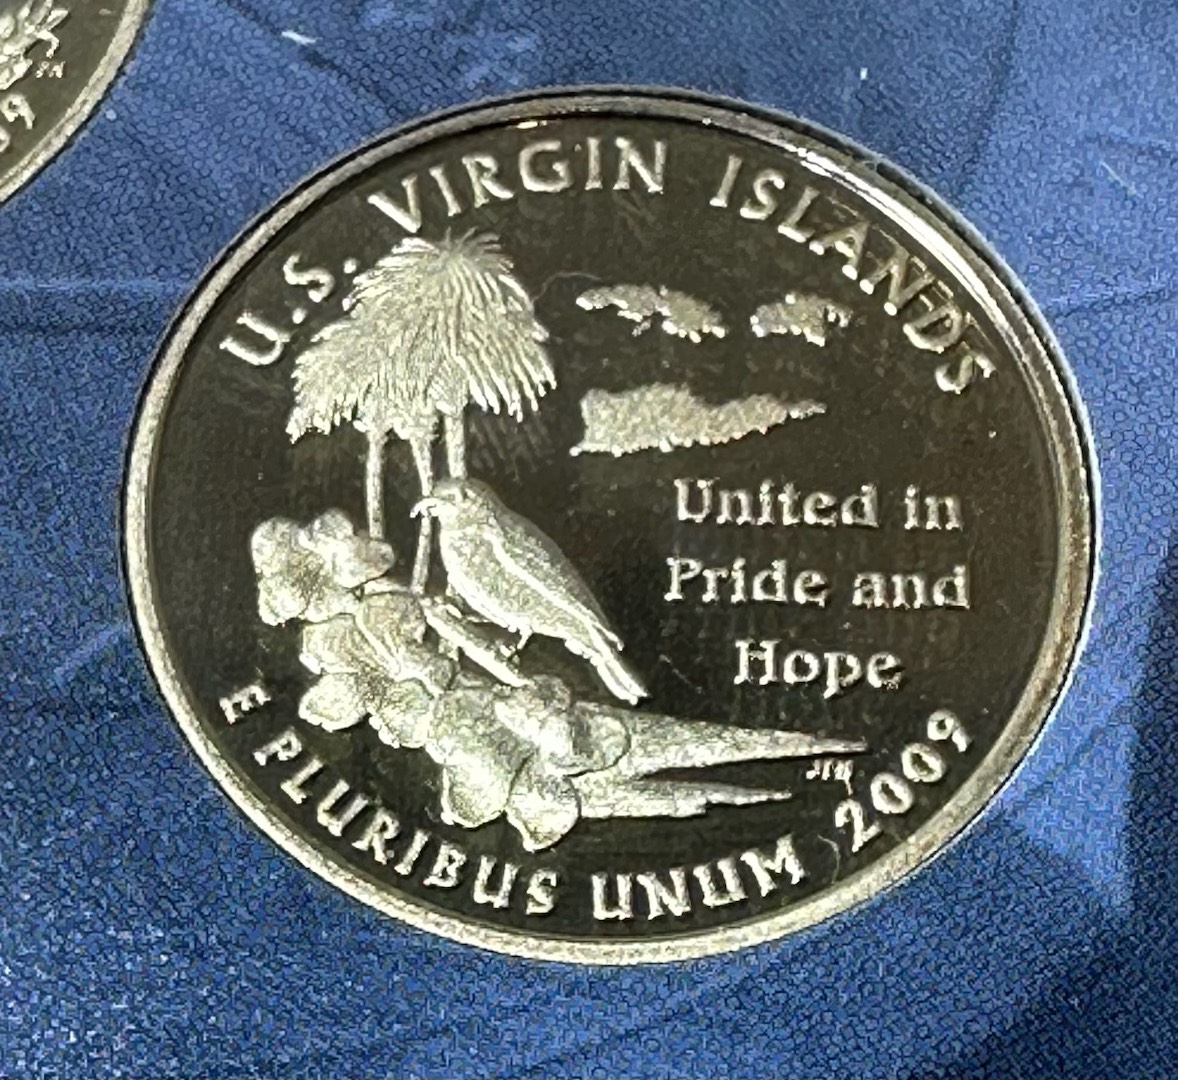 U.S. VIRGIN ISLANDS
United in
Pride and
Hope
E PLURIBUS UNUM 2009